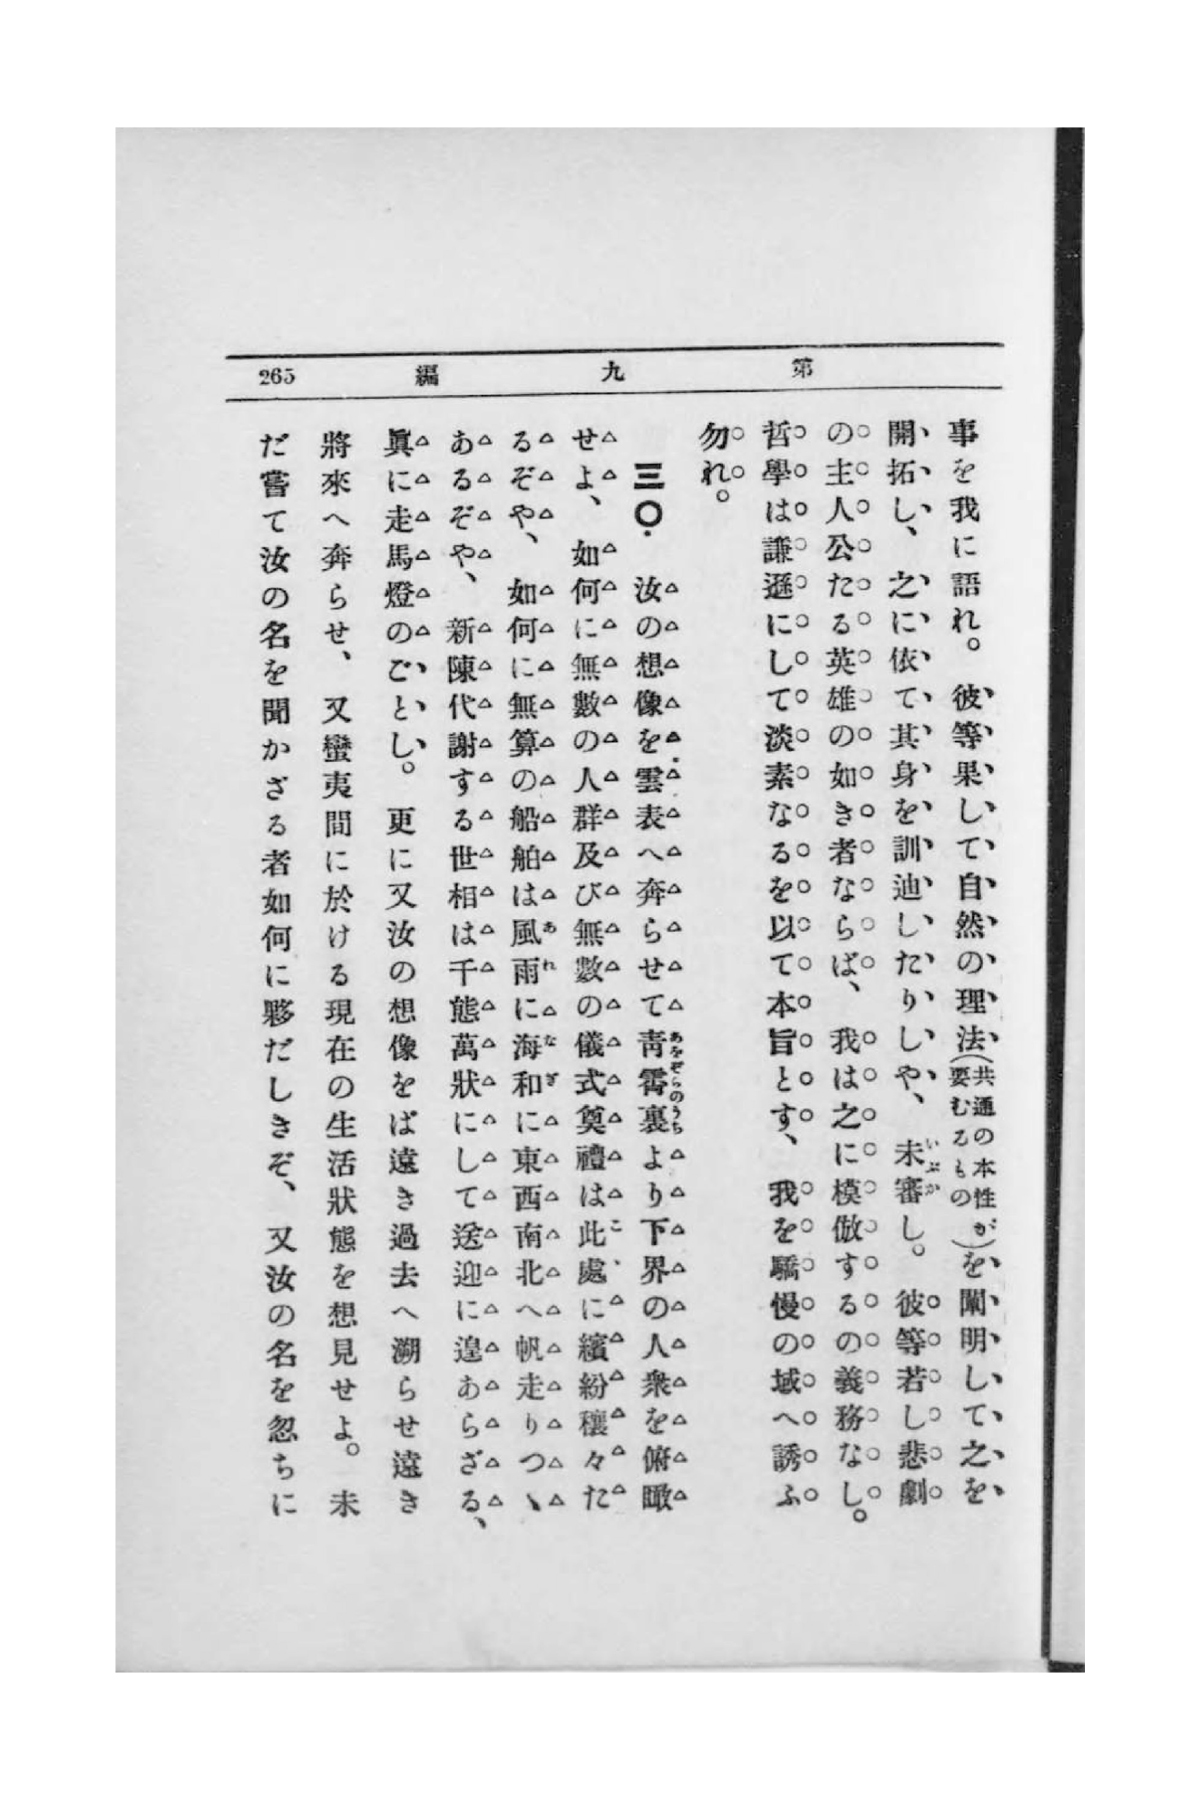 第九編 265
事を我に語れ。彼等果して自然の理法(共通の本性が要むるもの)を闡明して之を
開拓し、之に依て其身を訓迪したりしや、未審し。彼等若し悲劇
の主人公たる英雄の如き者ならば、我は之に模倣するの義務なし。
哲學は謙遜にして淡素なるを以て本旨とす、我を驕慢の域へ誘ふ
勿れ。
三〇. 汝の想像を雲表へ奔らせて靑霄裏より下界の人衆を俯瞰
せよ、如何に無數の人群及び無數の儀式奠禮は此處に繽紛穰々た
るぞや、如何に無算の船舶は風雨に海和に東西南北へ帆走りつゝ
あるぞや、新陳代謝する世相は千態萬狀にして送迎に遑あらざる、
眞に走馬燈のごとし。更に又汝の想像をば遠き過去へ溯らせ遠き
將來へ奔らせ、又蠻夷間に於ける現在の生活狀態を想見せよ。未
だ嘗て汝の名を聞かざる者如何に夥だしきぞ、又汝の名を忽ちに